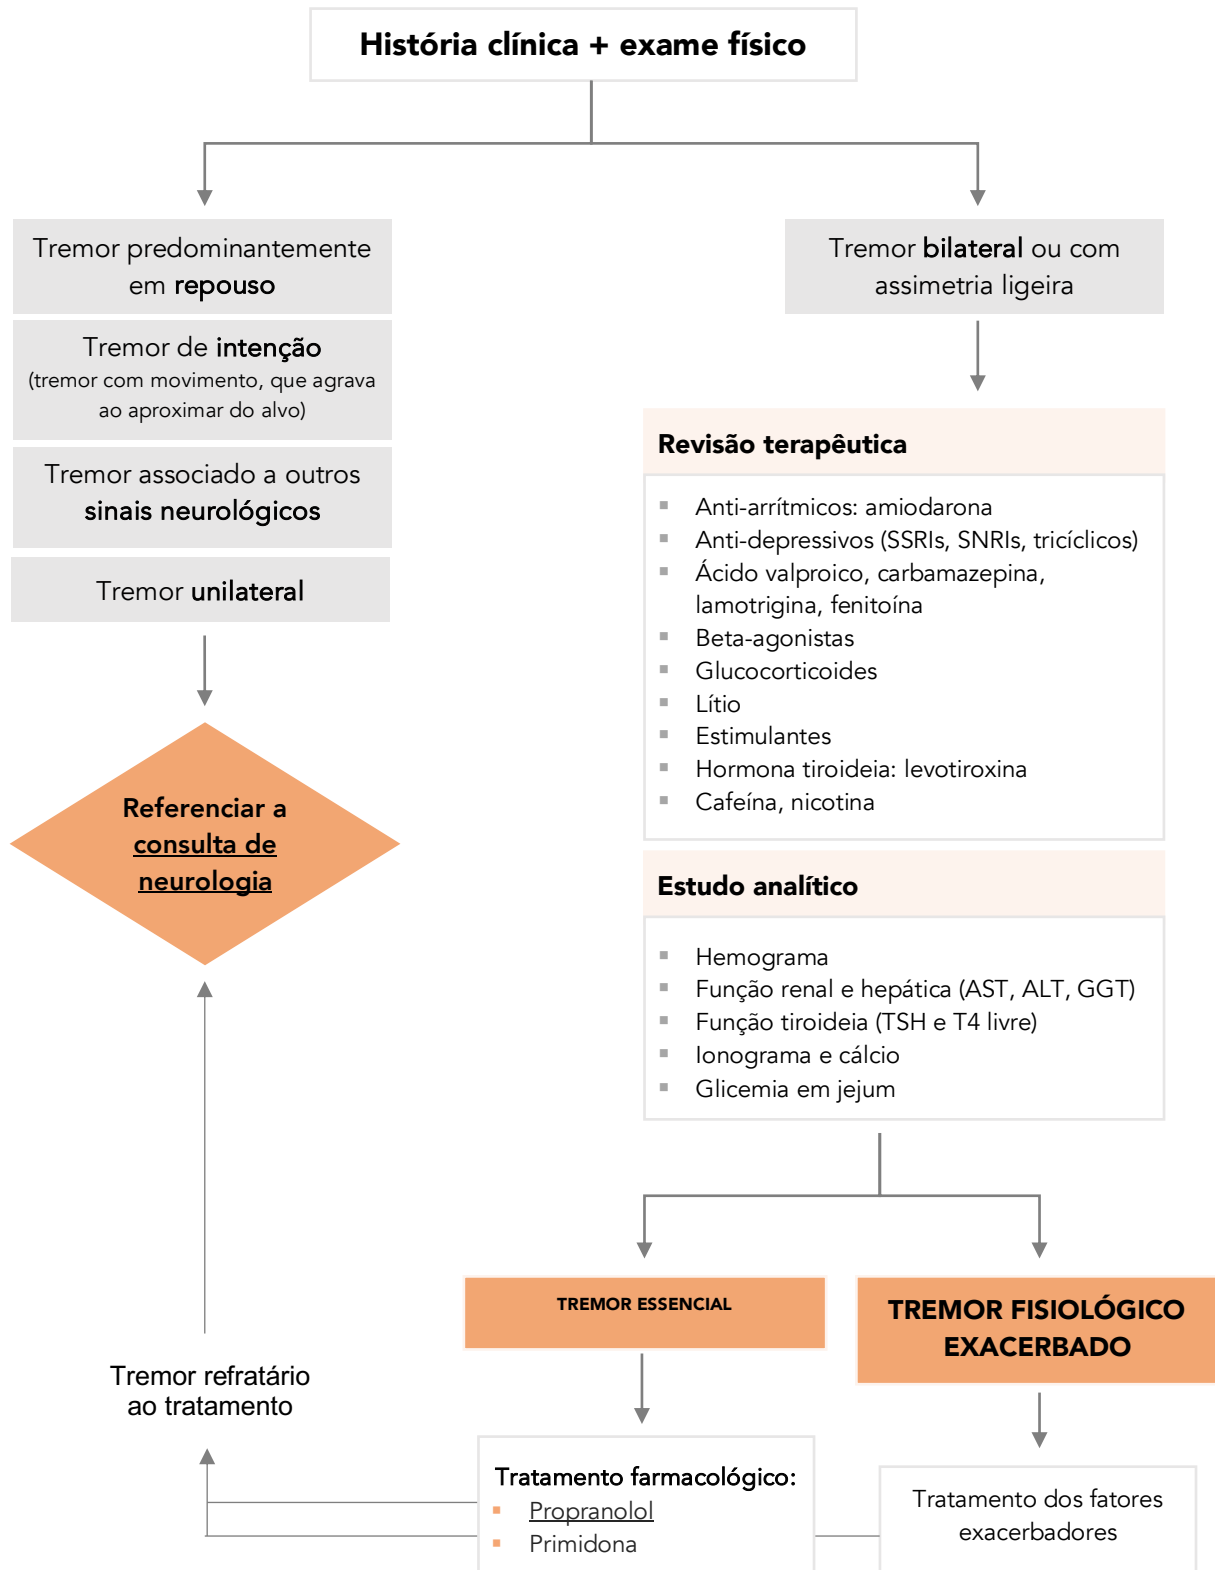 História clínica + exame físico
Tremor predominantemente
em repouso
Tremor de intenção
(tremor com movimento, que agrava
ao aproximar do alvo)
Tremor associado a outros
sinais neurológicos
Tremor unilateral
Referenciar a
consulta de
neurologia
Tremor bilateral ou com
assimetria ligeira
Revisão terapêutica
▪ Anti-arrítmicos: amiodarona
▪ Anti-depressivos (SSRIs, SNRIs, tricíclicos)
▪ Ácido valproico, carbamazepina,
lamotrigina, fenitoína
▪ Beta-agonistas
▪ Glucocorticoides
▪ Lítio
▪ Estimulantes
▪ Hormona tiroideia: levotiroxina
▪ Cafeína, nicotina
Estudo analítico
▪ Hemograma
▪ Função renal e hepática (AST, ALT, GGT)
▪ Função tiroideia (TSH e T4 livre)
▪ Ionograma e cálcio
▪ Glicemia em jejum
TREMOR ESSENCIAL
TREMOR FISIOLÓGICO
EXACERBADO
Tremor refratário
ao tratamento
Tratamento farmacológico:
▪ Propranolol
▪ Primidona
Tratamento dos fatores
exacerbadores